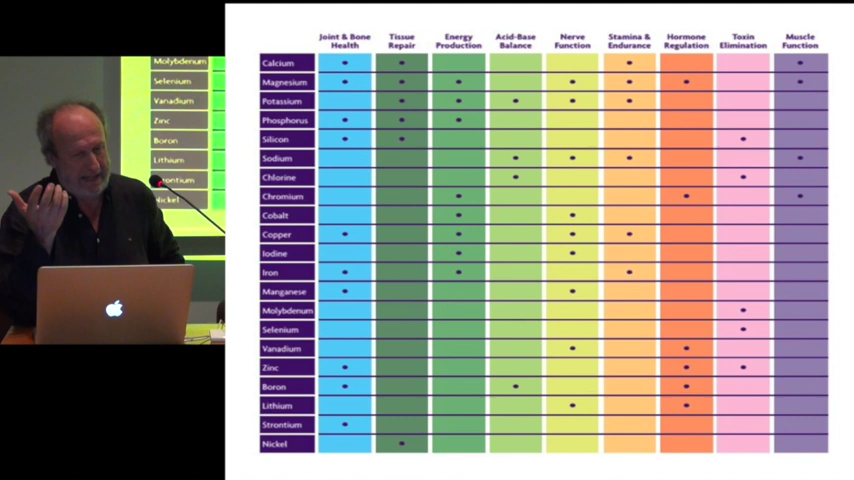 Molybdenum
Selenium
Vanadium
Zinc
Boron
Lithium
Strontium
Nickel
Joint & Bone Health
Tissue Repair
Energy Production
Acid-Base Balance
Nerve Function
Stamina & Endurance
Hormone Regulation
Toxin Elimination
Muscle Function
Calcium
Magnesium
Potassium
Phosphorus
Silicon
Sodium
Chlorine
Chromium
Cobalt
Copper
Iodine
Iron
Manganese
Molybdenum
Selenium
Vanadium
Zinc
Boron
Lithium
Strontium
Nickel